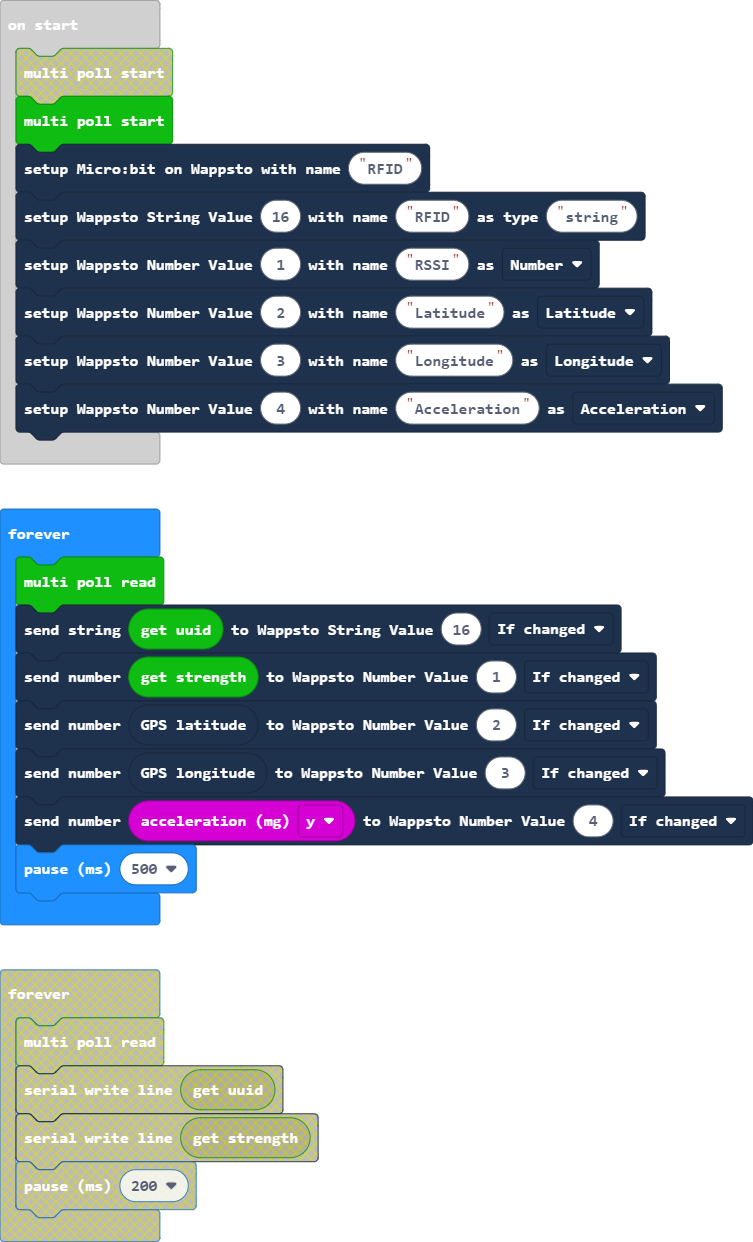 on start
multi poll start
multi poll start
setup Micro:bit on Wappsto with name "RFID"
setup Wappsto String Value 16 with name "RFID" as type "string"
setup Wappsto Number Value 1 with name "RSSI" as Number
setup Wappsto Number Value 2 with name "Latitude" as Latitude
setup Wappsto Number Value 3 with name "Longitude" as Longitude
setup Wappsto Number Value 4 with name "Acceleration" as Acceleration
forever
multi poll read
send string get uuid to Wappsto String Value 16 If changed
send number get strength to Wappsto Number Value 1 If changed
send number GPS latitude to Wappsto Number Value 2 If changed
send number GPS longitude to Wappsto Number Value 3 If changed
send number acceleration (mg) y to Wappsto Number Value 4 If changed
pause (ms) 500
forever
multi poll read
serial write line get uuid
serial write line get strength
pause (ms) 200